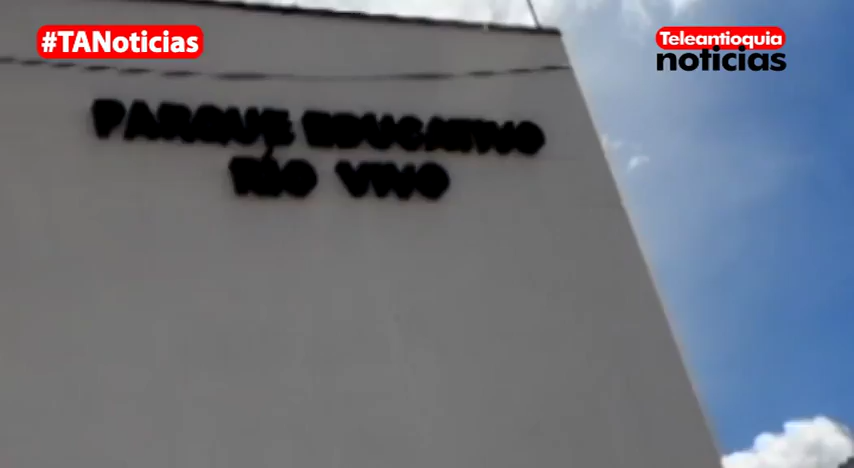 #TANoticias
Teleantioquia
noticias
PARQUE EDUCATIVO
RÍO VIVO